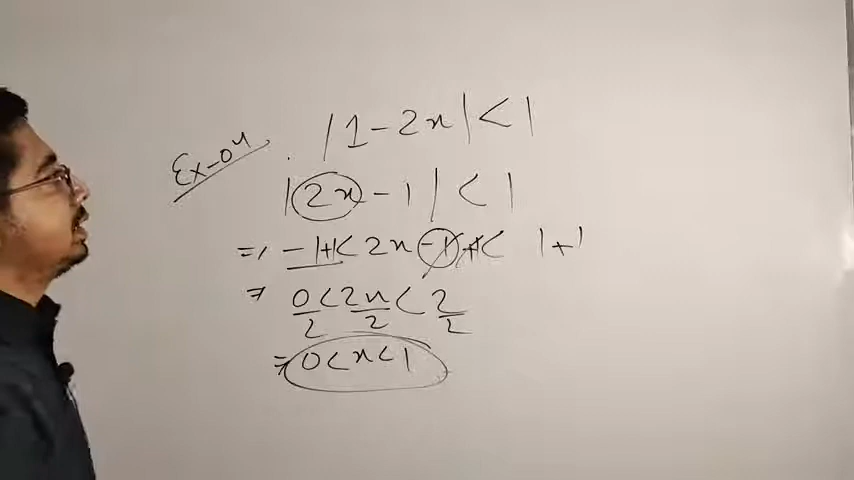 Ex-04
|1-2x|<1
|2x-1|<1
=> -1+1<2x-1+1< 1+1
=> 0/2<2x/2<2/2
=> 0<x<1